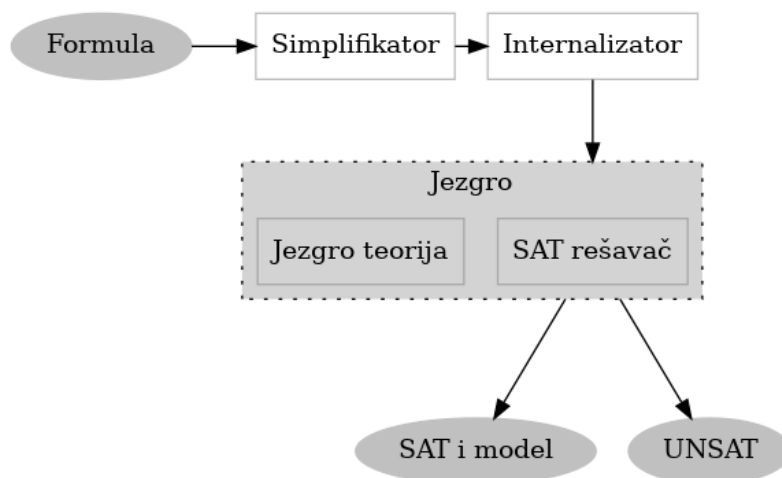 Formula
Simplifikator
Internalizator
Jezgro
Jezgro teorija
SAT rešavač
SAT i model
UNSAT